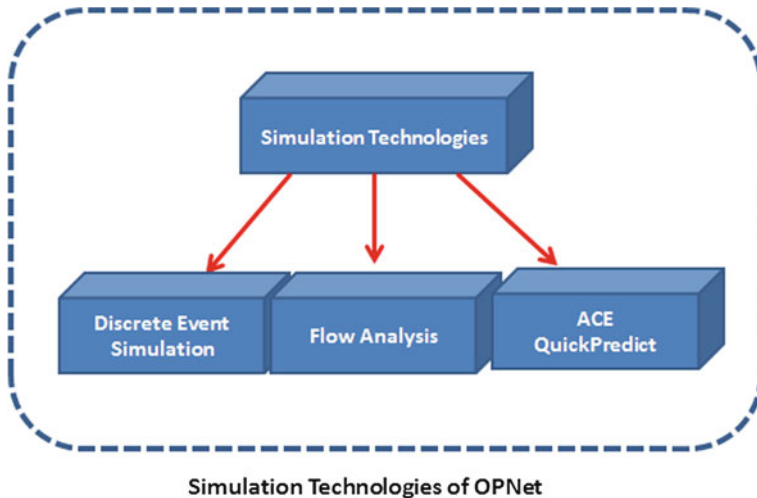 Simulation Technologies
Discrete Event
Simulation
Flow Analysis
ACE
QuickPredict
Simulation Technologies of OPNet